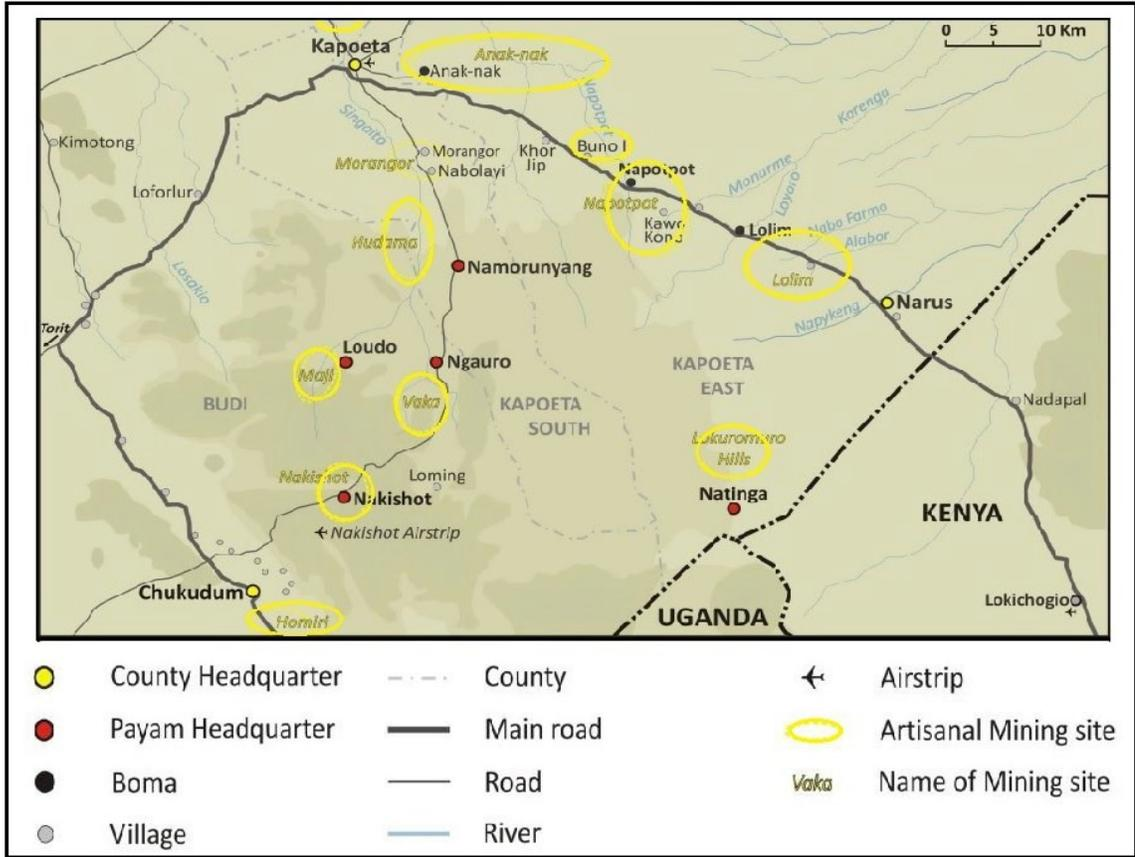 0 5 10 Km
Kapoeta
Anak-nak
Anak-nak
Korenga
Napotpot
Singaito
Kimotong
Morangor
Morangor
Khor
Jip
Buno I
Nabolayi
Napotpot
Monurme
Loyoro
Loforlur
Napotpot
Kawo
Kono
Lolim
Nabo Farmo
Alabor
Hudama
Namorunyang
Losakio
Lolim
Narus
Napykeng
Torit
Loudo
Ngauro
KAPOETA
EAST
Maji
Vaka
BUDI
KAPOETA
SOUTH
Nadapal
Lokuromuro
Hills
Nakishot
Loming
Nakishot
Natinga
KENYA
Nakishot Airstrip
Chukudum
Lokichogio
Homiri
UGANDA
County Headquarter
County
Airstrip
Payam Headquarter
Main road
Artisanal Mining site
Boma
Road
Vaka
Name of Mining site
Village
River